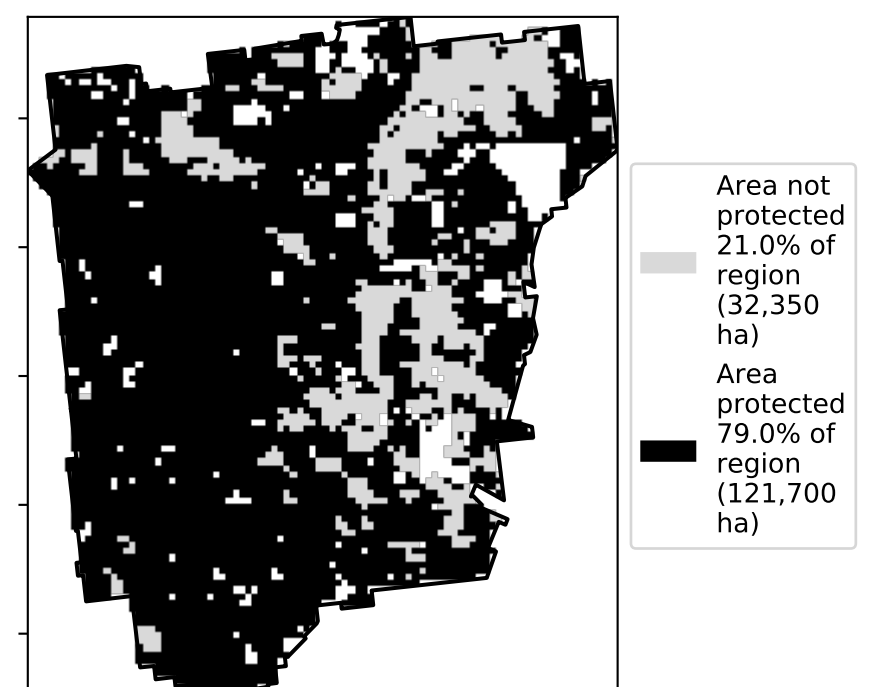 Area not
protected
21.0% of
region
(32,350
ha)
Area
protected
79.0% of
region
(121,700
ha)